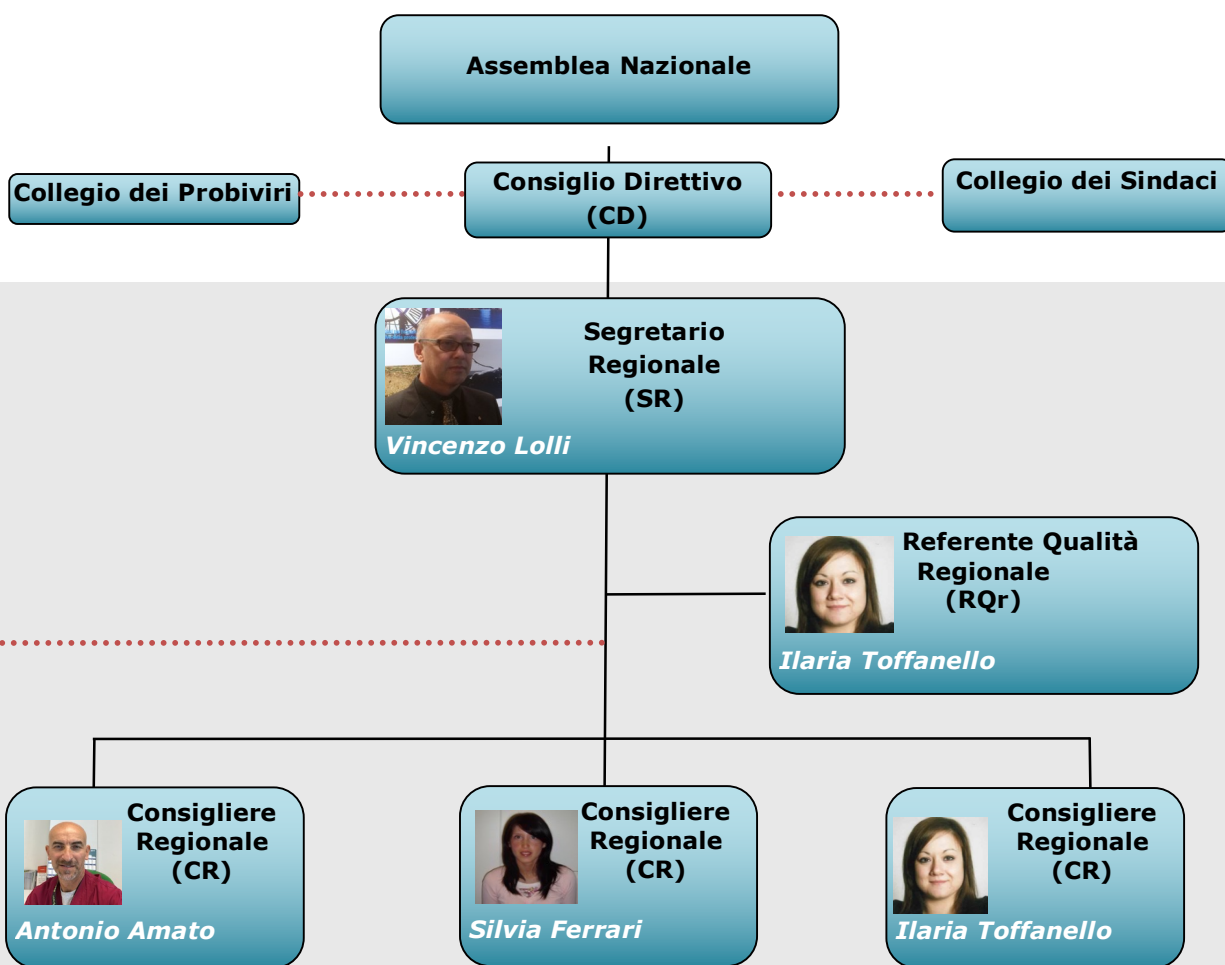 Assemblea Nazionale
Collegio dei Probiviri
Consiglio Direttivo
(CD)
Collegio dei Sindaci
Segretario
Regionale
(SR)
Vincenzo Lolli
Referente Qualità
Regionale
(RQr)
Ilaria Toffanello
Consigliere
Regionale
(CR)
Antonio Amato
Consigliere
Regionale
(CR)
Silvia Ferrari
Consigliere
Regionale
(CR)
Ilaria Toffanello